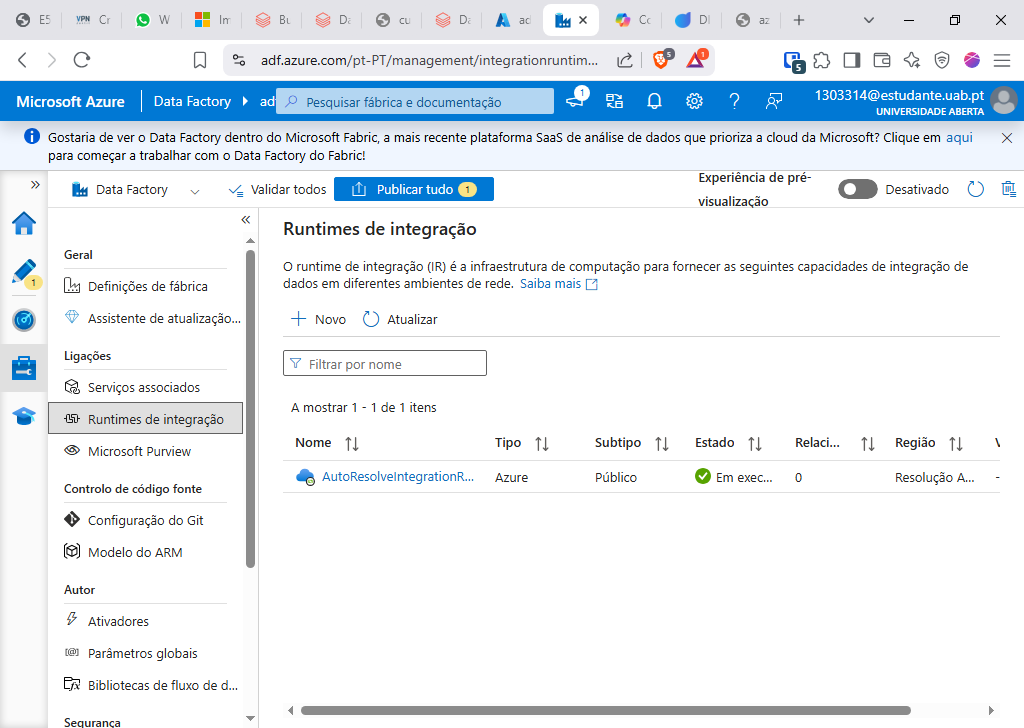 E5
VPN
Cr
W
Im
Bu
Da
cu
Da
ac
Co
Dl
az
adf.azure.com/pt-PT/management/integrationruntim...
5
1
5
Microsoft Azure
Data Factory
adf
Pesquisar fábrica e documentação
1
1303314@estudante.uab.pt
UNIVERSIDADE ABERTA
Gostaria de ver o Data Factory dentro do Microsoft Fabric, a mais recente plataforma SaaS de análise de dados que prioriza a cloud da Microsoft? Clique em aqui
para começar a trabalhar com o Data Factory do Fabric!
Data Factory
Validar todos
Publicar tudo 1
Experiência de pré-
visualização
Desativado
1
Geral
Definições de fábrica
Assistente de atualização...
Ligações
Serviços associados
Runtimes de integração
Microsoft Purview
Controlo de código fonte
Configuração do Git
Modelo do ARM
Autor
Ativadores
Parâmetros globais
Bibliotecas de fluxo de d...
Segurança
Runtimes de integração
O runtime de integração (IR) é a infraestrutura de computação para fornecer as seguintes capacidades de integração de
dados em diferentes ambientes de rede. Saiba mais
Novo
Atualizar
Filtrar por nome
A mostrar 1 - 1 de 1 itens
Nome Tipo Subtipo Estado Relaci... Região V
AutoResolveIntegrationR... Azure Público Em exec... 0 Resolução A... -